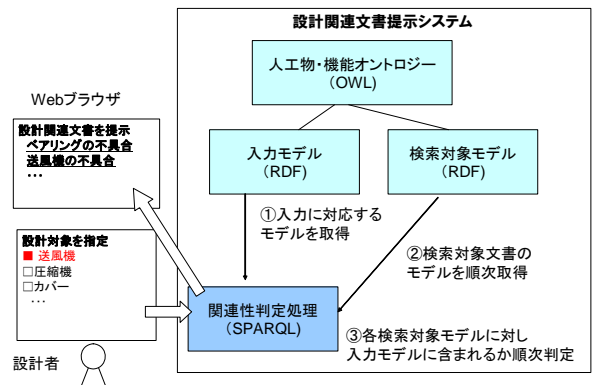 設計関連文書提示システム
人工物・機能オントロジー
(OWL)
Webブラウザ
設計関連文書を提示
ベアリングの不具合
送風機の不具合
…
入力モデル
(RDF)
検索対象モデル
(RDF)
①入力に対応する
モデルを取得
②検索対象文書の
モデルを順次取得
設計対象を指定
■ 送風機
□圧縮機
□カバー
…
関連性判定処理
(SPARQL)
③各検索対象モデルに対し
入力モデルに含まれるか順次判定
設計者